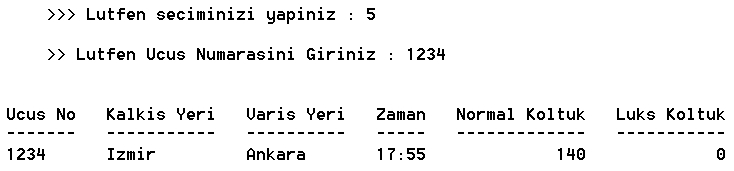 >>> Lutfen seciminizi yapiniz : 5
>> Lutfen Ucus Numarasini Giriniz : 1234
Ucus No   Kalkis Yeri   Varis Yeri   Zaman   Normal Koltuk   Luks Koltuk
-------   -----------   ----------   -----   -------------   -----------
1234      Izmir         Ankara       17:55             140             0